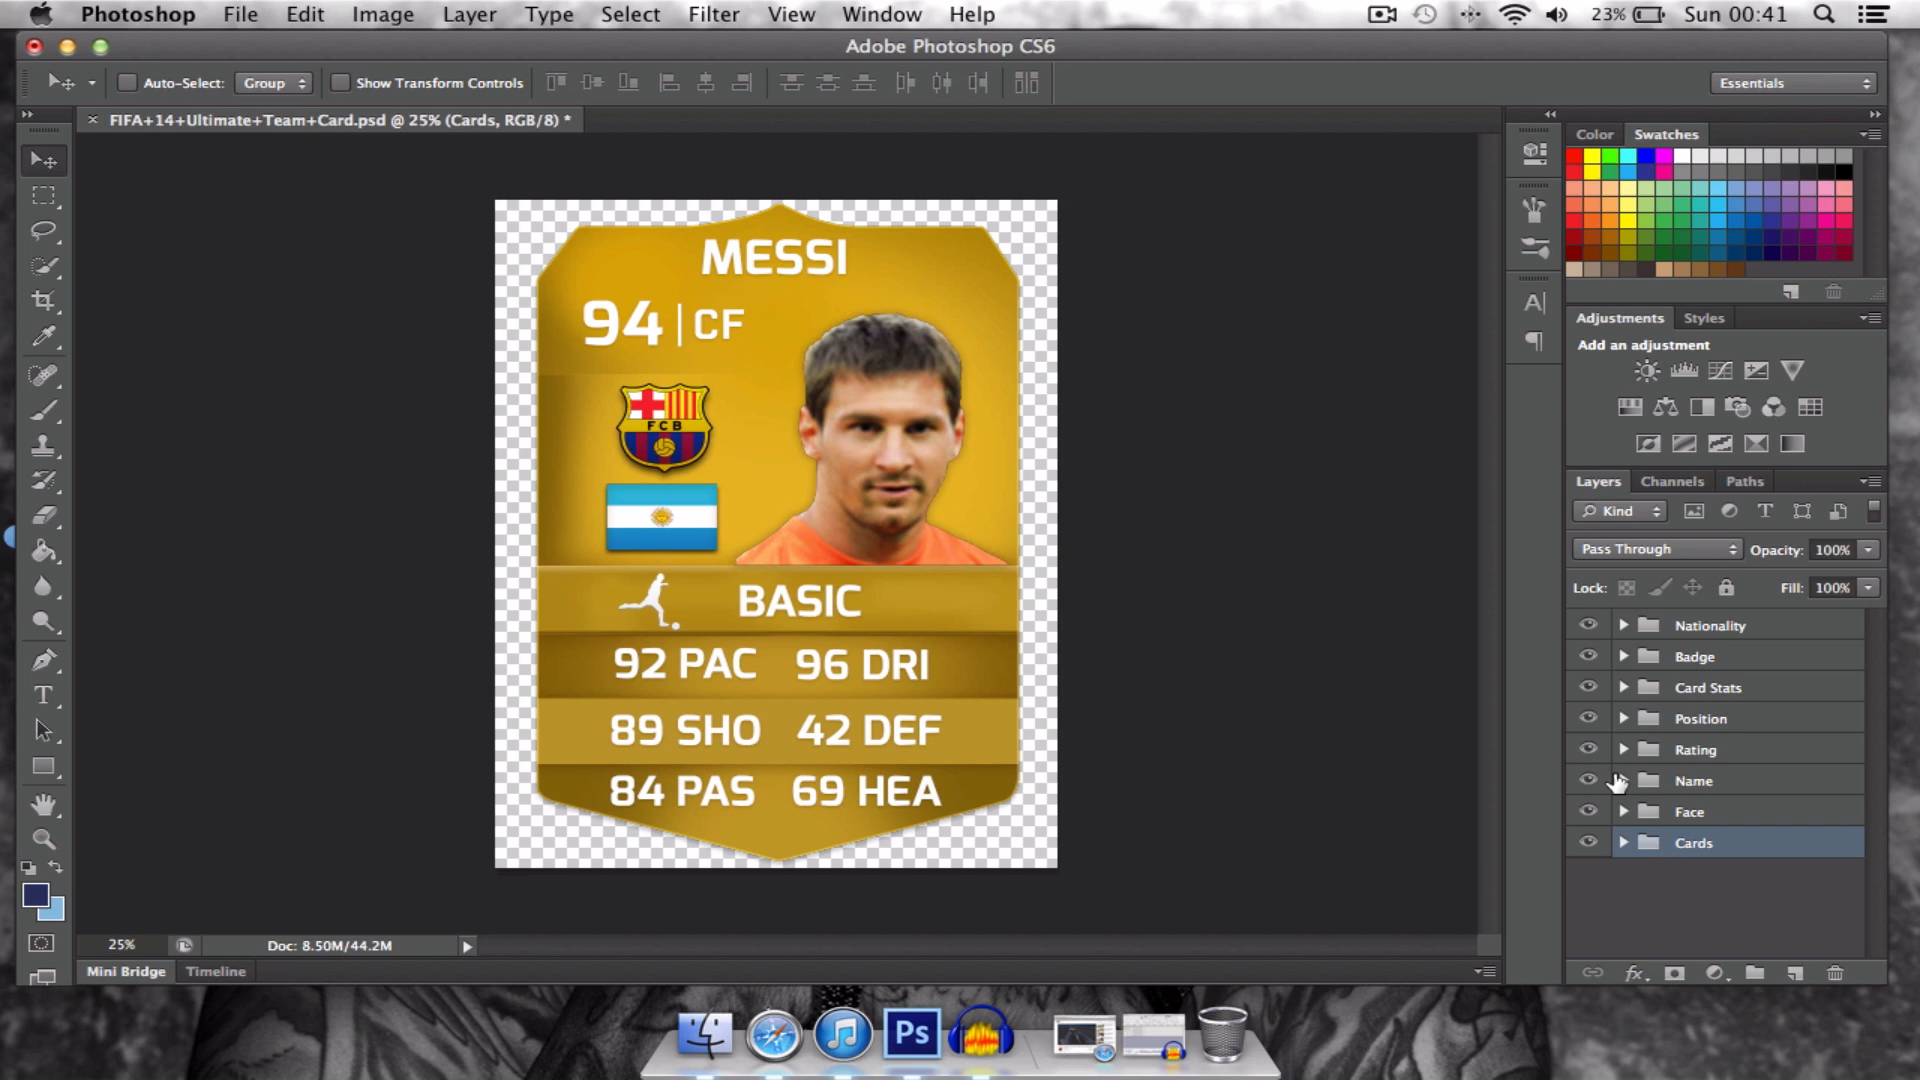 Photoshop File Edit Image Layer Type Select Filter View Window Help 23% Sun 00:41
Adobe Photoshop CS6
Auto-Select: Group Show Transform Controls Essentials
× FIFA+14+Ultimate+Team+Card.psd @ 25% (Cards, RGB/8) *
Color Swatches
MESSI
94 | CF
FCB
BASIC
92 PAC 96 DRI
89 SHO 42 DEF
84 PAS 69 HEA
Adjustments Styles
Add an adjustment
Layers Channels Paths
Kind T
Pass Through Opacity: 100%
Lock: Fill: 100%
Nationality
Badge
Card Stats
Position
Rating
Name
Face
Cards
fx
A
T
25% Doc: 8.50M/44.2M
Mini Bridge Timeline
Ps